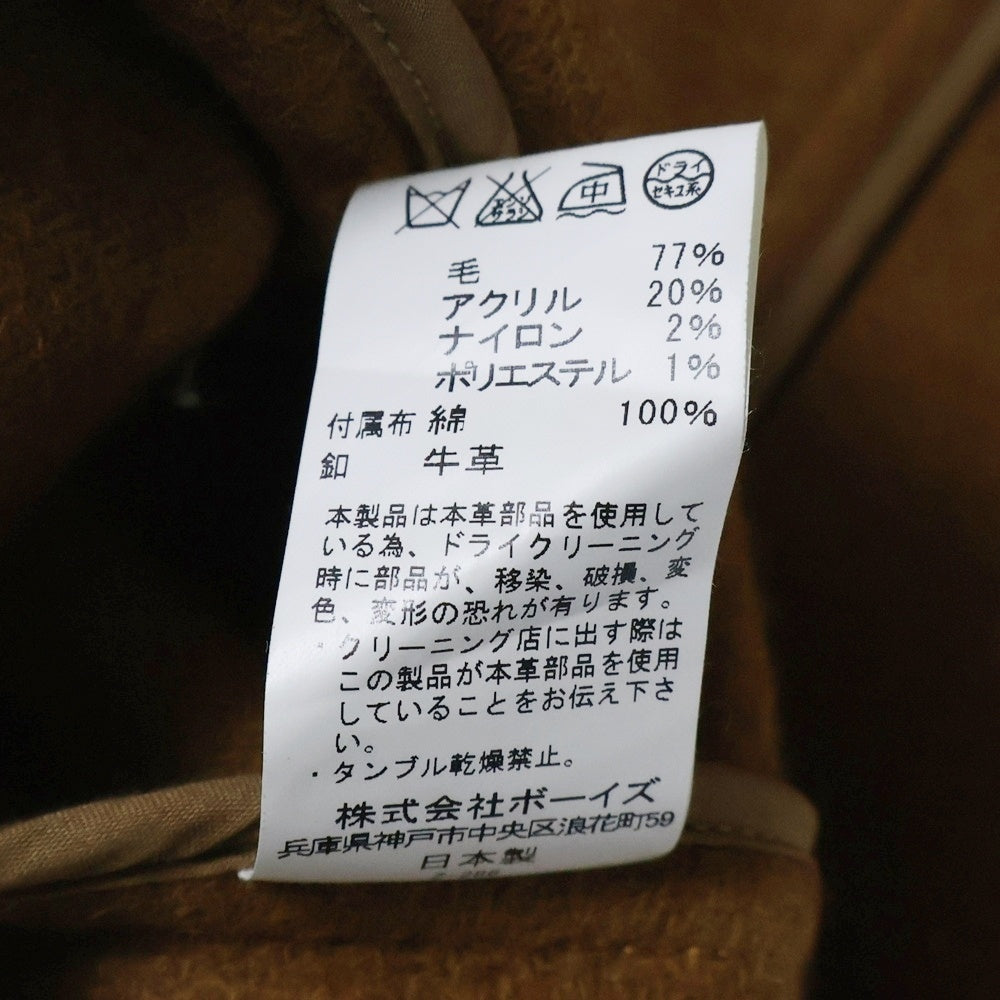 エンソ サラシ 中 ドライ セキユ系
毛 77%
アクリル 20%
ナイロン 2%
ポリエステル 1%
付属布 綿 100%
釦 牛革
本製品は本革部品を使用して
いる為、ドライクリーニング
時に部品が、移染、破損、変
色、変形の恐れが有ります。
・クリーニング店に出す際は
この製品が本革部品を使用
していることをお伝え下さ
い。
・タンブル乾燥禁止。
株式会社ボーイズ
兵庫県神戸市中央区浪花町59
日本製